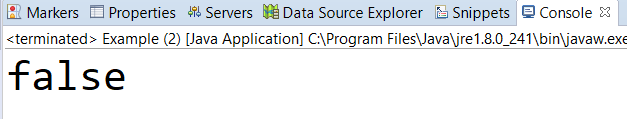 Markers Properties Servers Data Source Explorer Snippets Console
<terminated> Example (2) [Java Application] C:\Program Files\Java\jre1.8.0_241\bin\javaw.exe
false